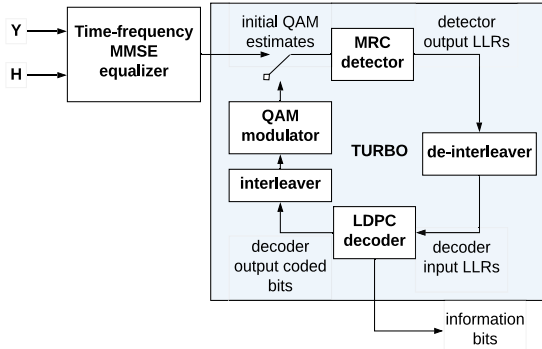 Y
H
Time-frequency
MMSE
equalizer
initial QAM
estimates
MRC
detector
detector
output LLRs
QAM
modulator
TURBO
de-interleaver
interleaver
LDPC
decoder
decoder
output coded
bits
decoder
input LLRs
information
bits